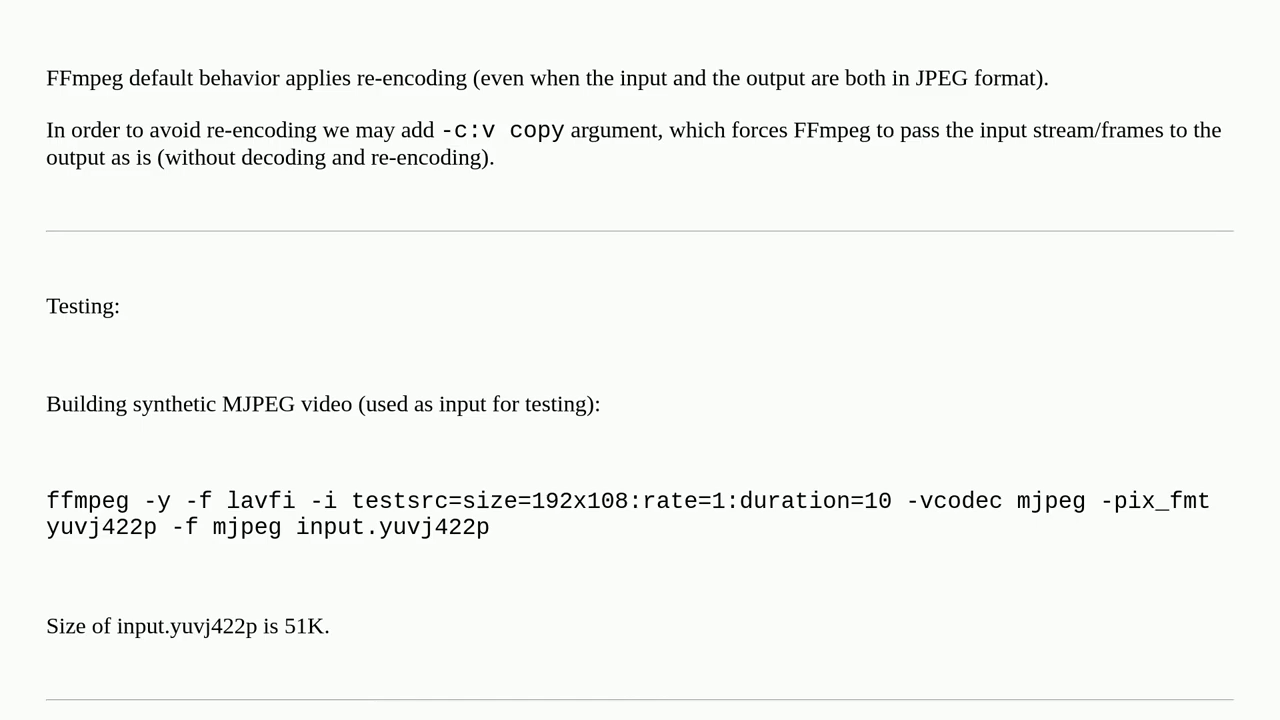 FFmpeg default behavior applies re-encoding (even when the input and the output are both in JPEG format).
In order to avoid re-encoding we may add -c:v copy argument, which forces FFmpeg to pass the input stream/frames to the
output as is (without decoding and re-encoding).
Testing:
Building synthetic MJPEG video (used as input for testing):
ffmpeg -y -f lavfi -i testsrc=size=192x108:rate=1:duration=10 -vcodec mjpeg -pix_fmt
yuvj422p -f mjpeg input.yuvj422p
Size of input.yuvj422p is 51K.